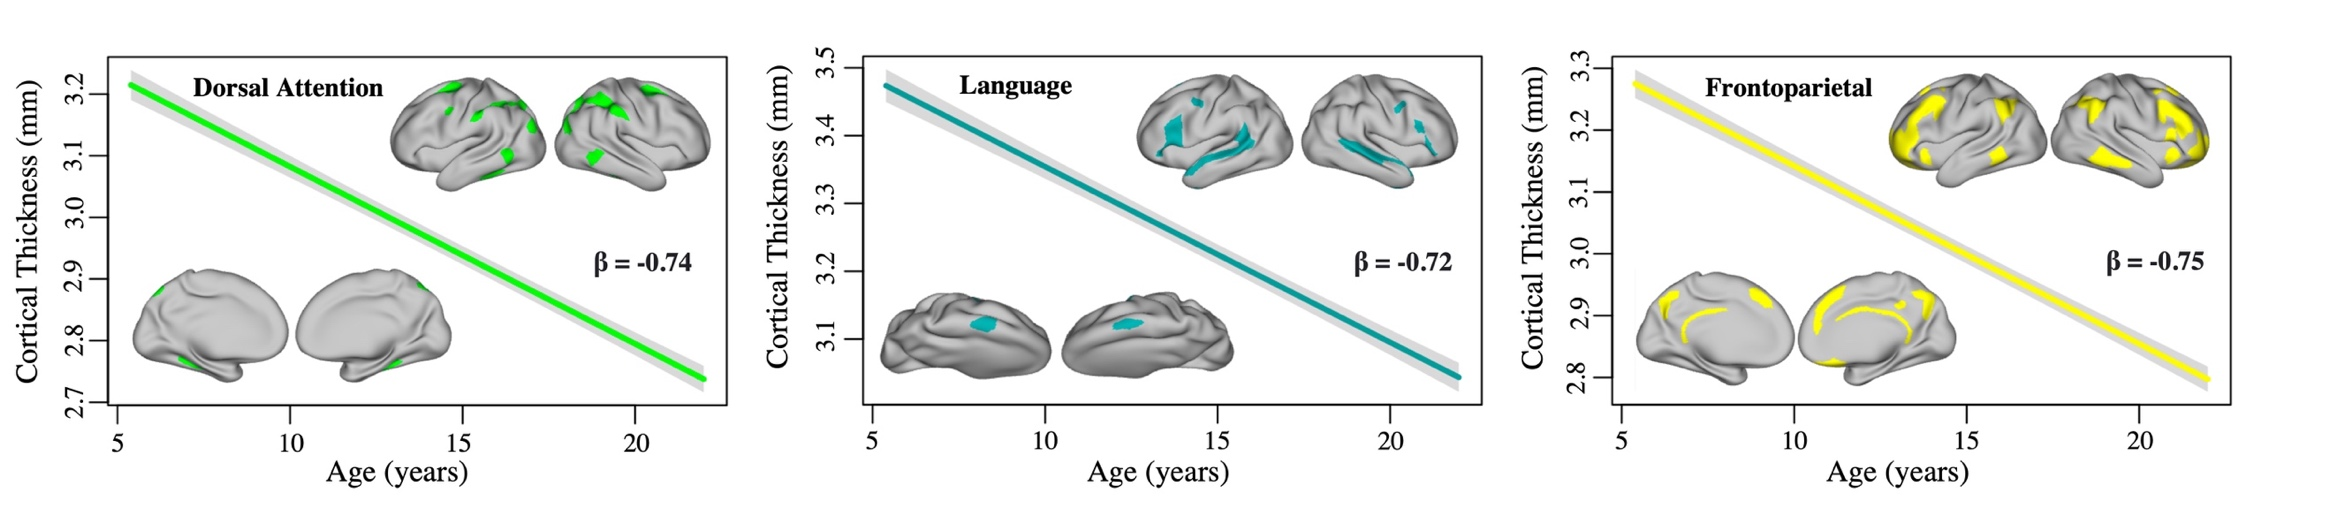 Dorsal Attention
β = -0.74
Cortical Thickness (mm)
3.2
3.1
3.0
2.9
2.8
2.7
5 10 15 20
Age (years)
Language
β = -0.72
Cortical Thickness (mm)
3.5
3.4
3.3
3.2
3.1
5 10 15 20
Age (years)
Frontoparietal
β = -0.75
Cortical Thickness (mm)
3.3
3.2
3.1
3.0
2.9
2.8
5 10 15 20
Age (years)